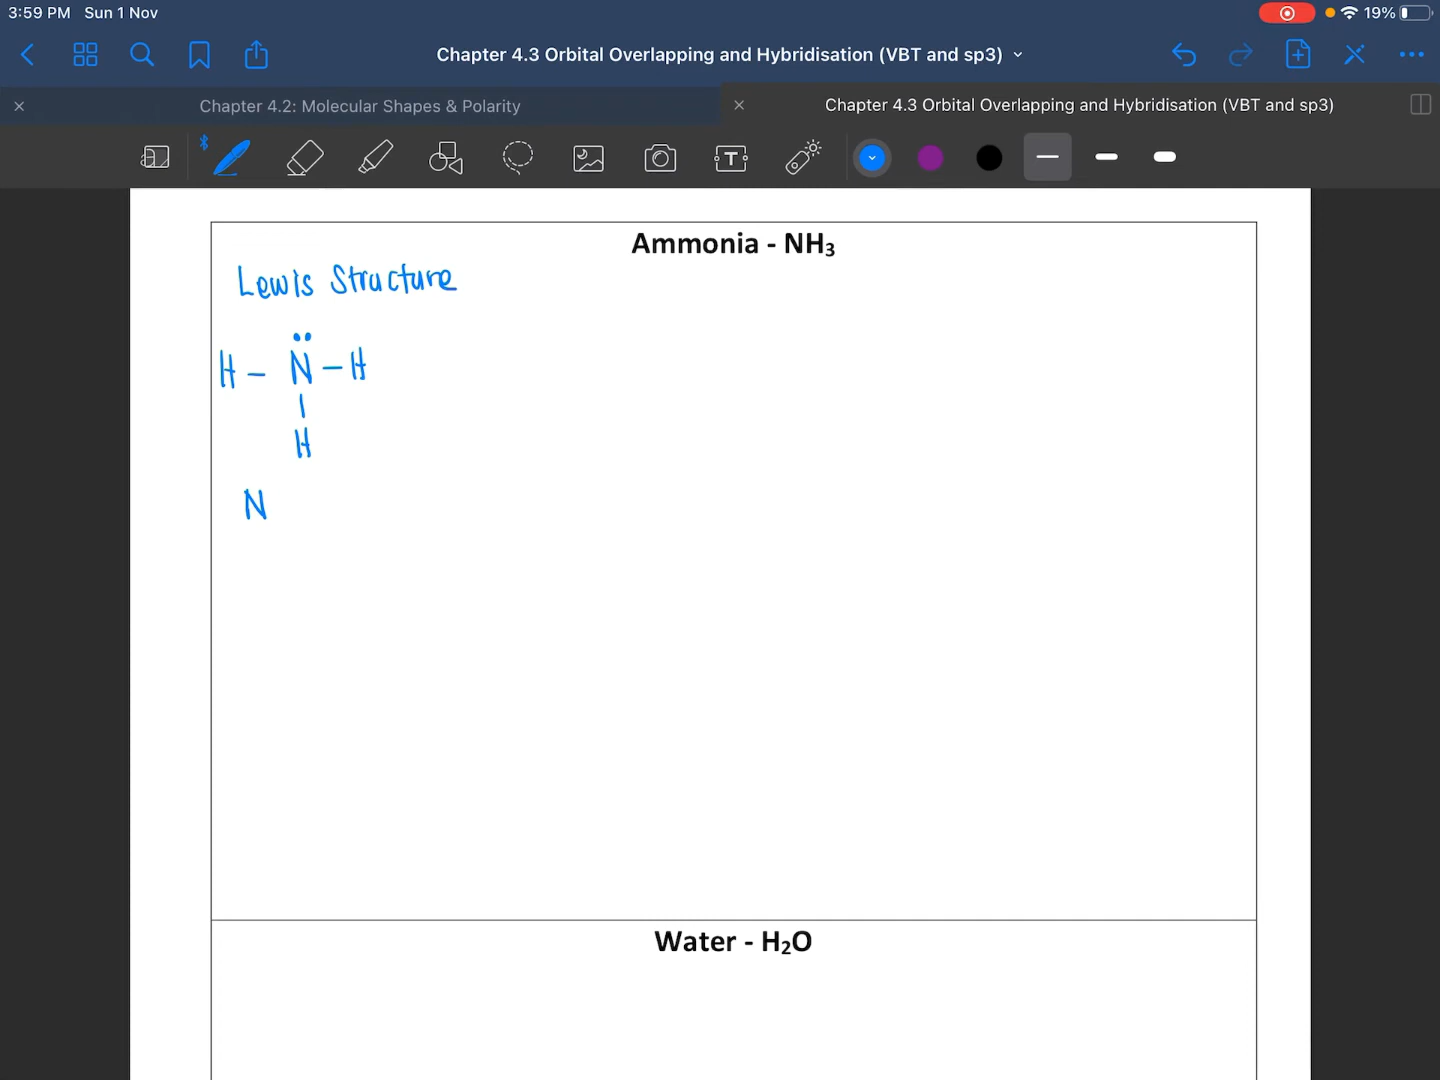 3:59 PM Sun 1 Nov
19%
Chapter 4.3 Orbital Overlapping and Hybridisation (VBT and sp3)
Chapter 4.2: Molecular Shapes & Polarity
Chapter 4.3 Orbital Overlapping and Hybridisation (VBT and sp3)
T
Ammonia - NH₃
Lewis Structure
H – N – H
H
N
Water - H₂O